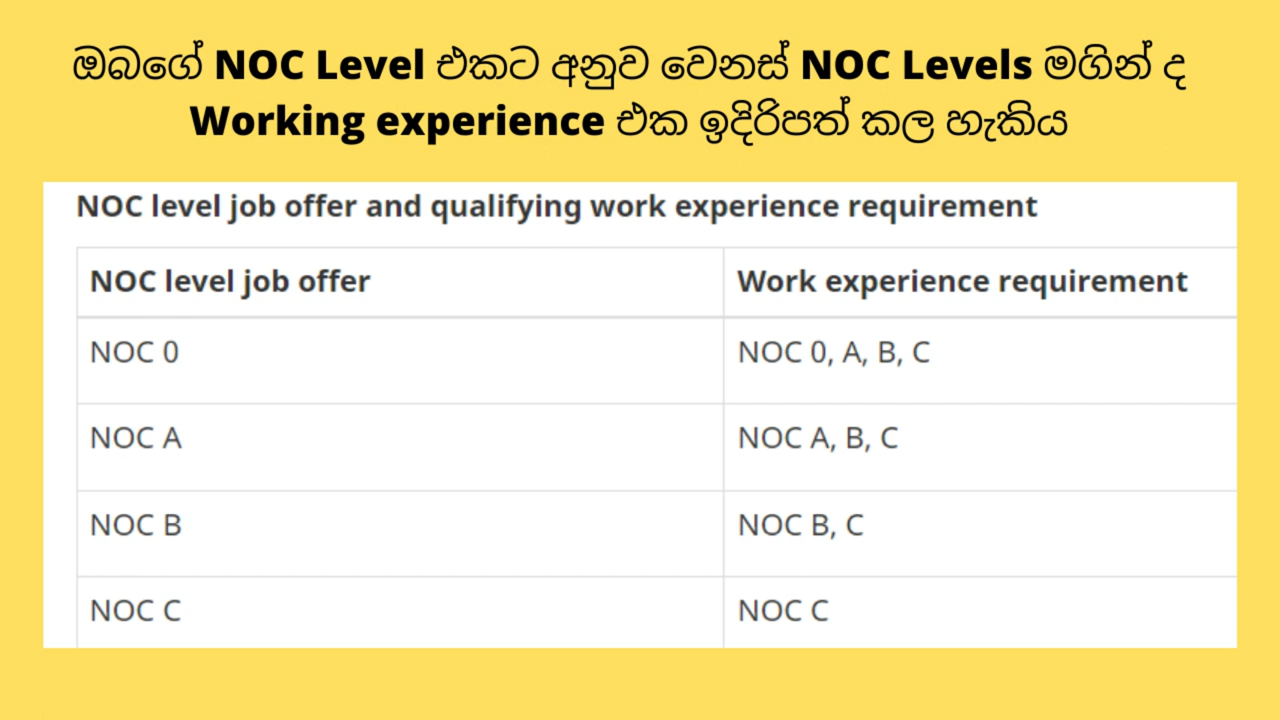 ඔබගේ NOC Level එකට අනුව වෙනස් NOC Levels මගින් ද
Working experience එක ඉදිරිපත් කල හැකිය
NOC level job offer and qualifying work experience requirement
NOC level job offer Work experience requirement
NOC 0 NOC 0, A, B, C
NOC A NOC A, B, C
NOC B NOC B, C
NOC C NOC C